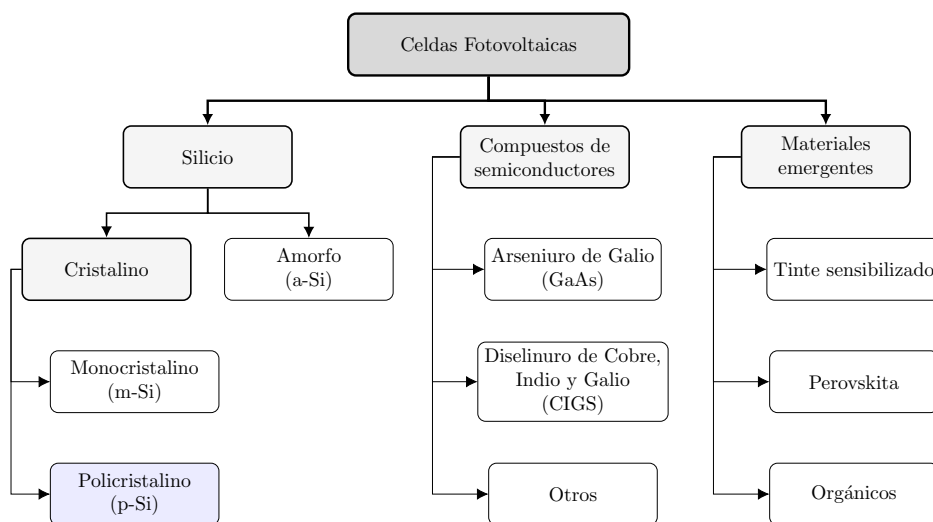 Celdas Fotovoltaicas
Silicio
Compuestos de
semiconductores
Materiales
emergentes
Cristalino
Amorfo
(a-Si)
Arseniuro de Galio
(GaAs)
Tinte sensibilizado
Monocristalino
(m-Si)
Diselinuro de Cobre,
Indio y Galio
(CIGS)
Perovskita
Policristalino
(p-Si)
Otros
Orgánicos